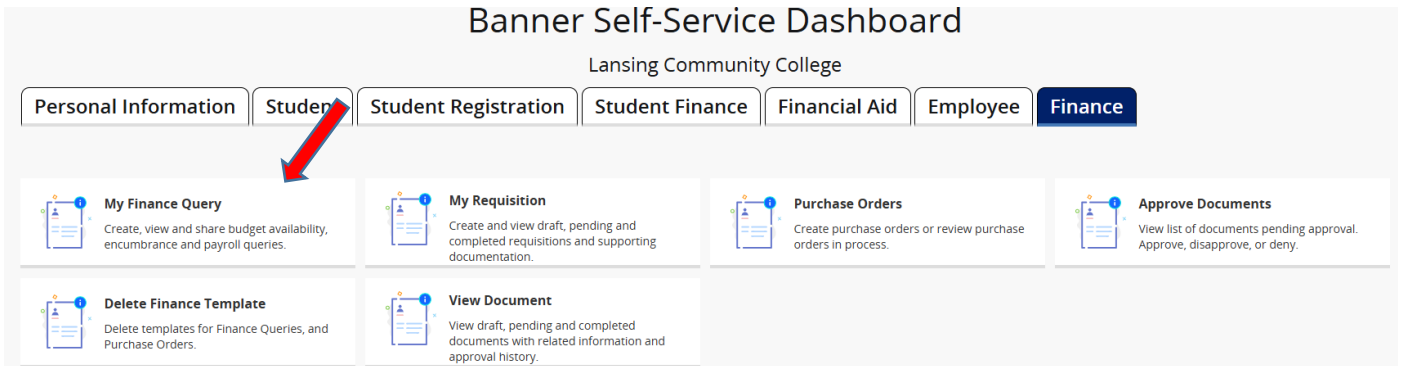 Banner Self-Service Dashboard
Lansing Community College
Personal Information
Studen
Student Registration
Student Finance
Financial Aid
Employee
Finance
My Finance Query
Create, view and share budget availability,
encumbrance and payroll queries.
My Requisition
Create and view draft, pending and
completed requisitions and supporting
documentation.
Purchase Orders
Create purchase orders or review purchase
orders in process.
Approve Documents
View list of documents pending approval.
Approve, disapprove, or deny.
Delete Finance Template
Delete templates for Finance Queries, and
Purchase Orders.
View Document
View draft, pending and completed
documents with related information and
approval history.